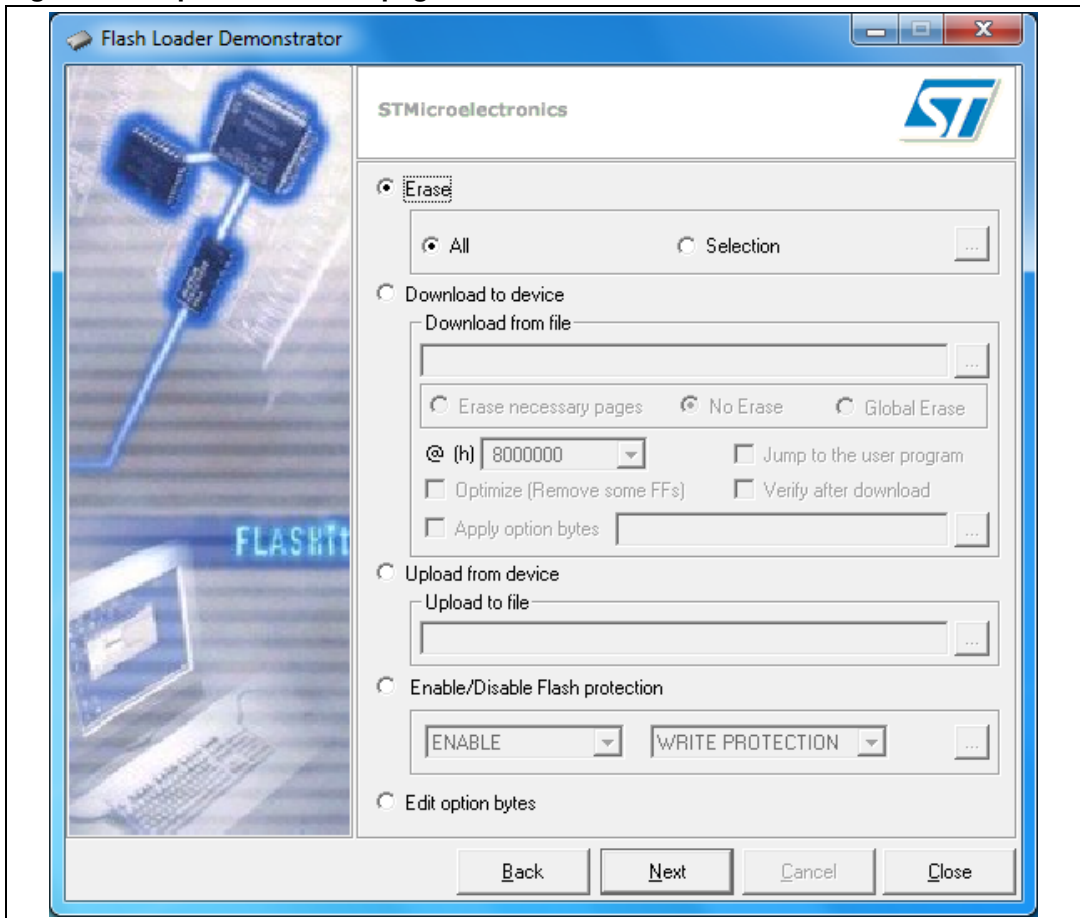 Flash Loader Demonstrator
STMicroelectronics
ST
Erase
All Selection ...
Download to device
Download from file
...
Erase necessary pages No Erase Global Erase
@ (h) 8000000 Jump to the user program
Optimize (Remove some FFs) Verify after download
Apply option bytes ...
FLASHit
Upload from device
Upload to file
...
Enable/Disable Flash protection
ENABLE WRITE PROTECTION ...
Edit option bytes
Back Next Cancel Close